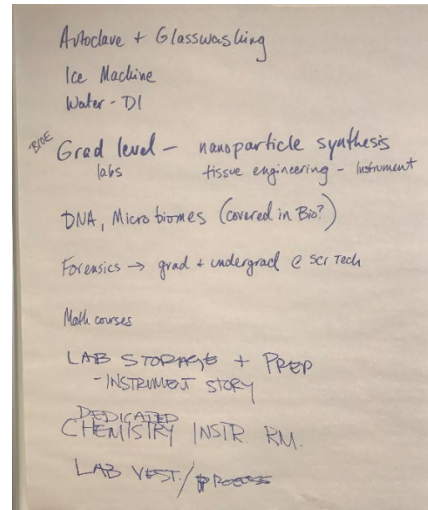 Autoclave + Glasswashing
Ice Machine
Water - DI
BIOE Grad level - nanoparticle synthesis
labs tissue engineering - Instrument
DNA, Microbiomes (covered in Bio?)
Forensics → grad + undergrad @ Sci Tech
Math courses
LAB STORAGE + PREP
- INSTRUMENT STORY
DEDICATED
CHEMISTRY INSTR. RM.
LAB VEST. /